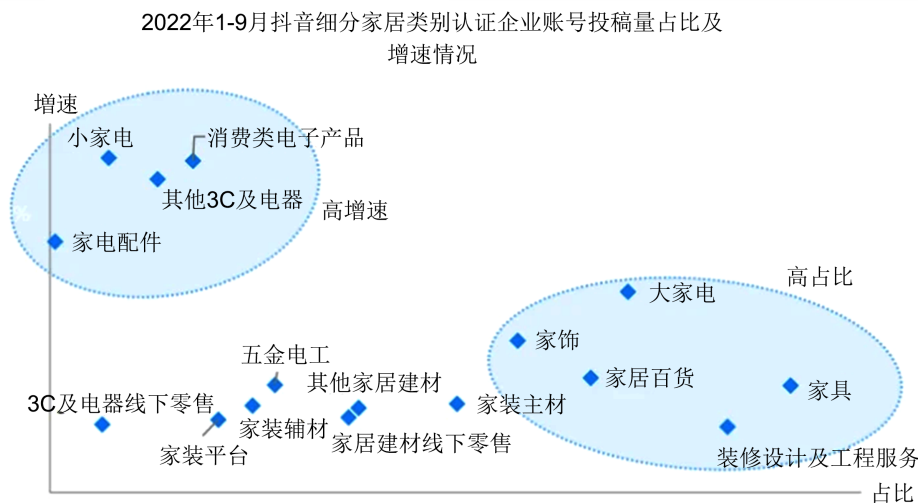 2022年1-9月抖音细分家居类别认证企业账号投稿量占比及
增速情况
增速
小家电
消费类电子产品
其他3C及电器
高增速
%
家电配件
高占比
大家电
家饰
五金电工
其他家居建材
家居百货
家具
3C及电器线下零售
家装辅材
家装主材
家装平台
家居建材线下零售
装修设计及工程服务
占比